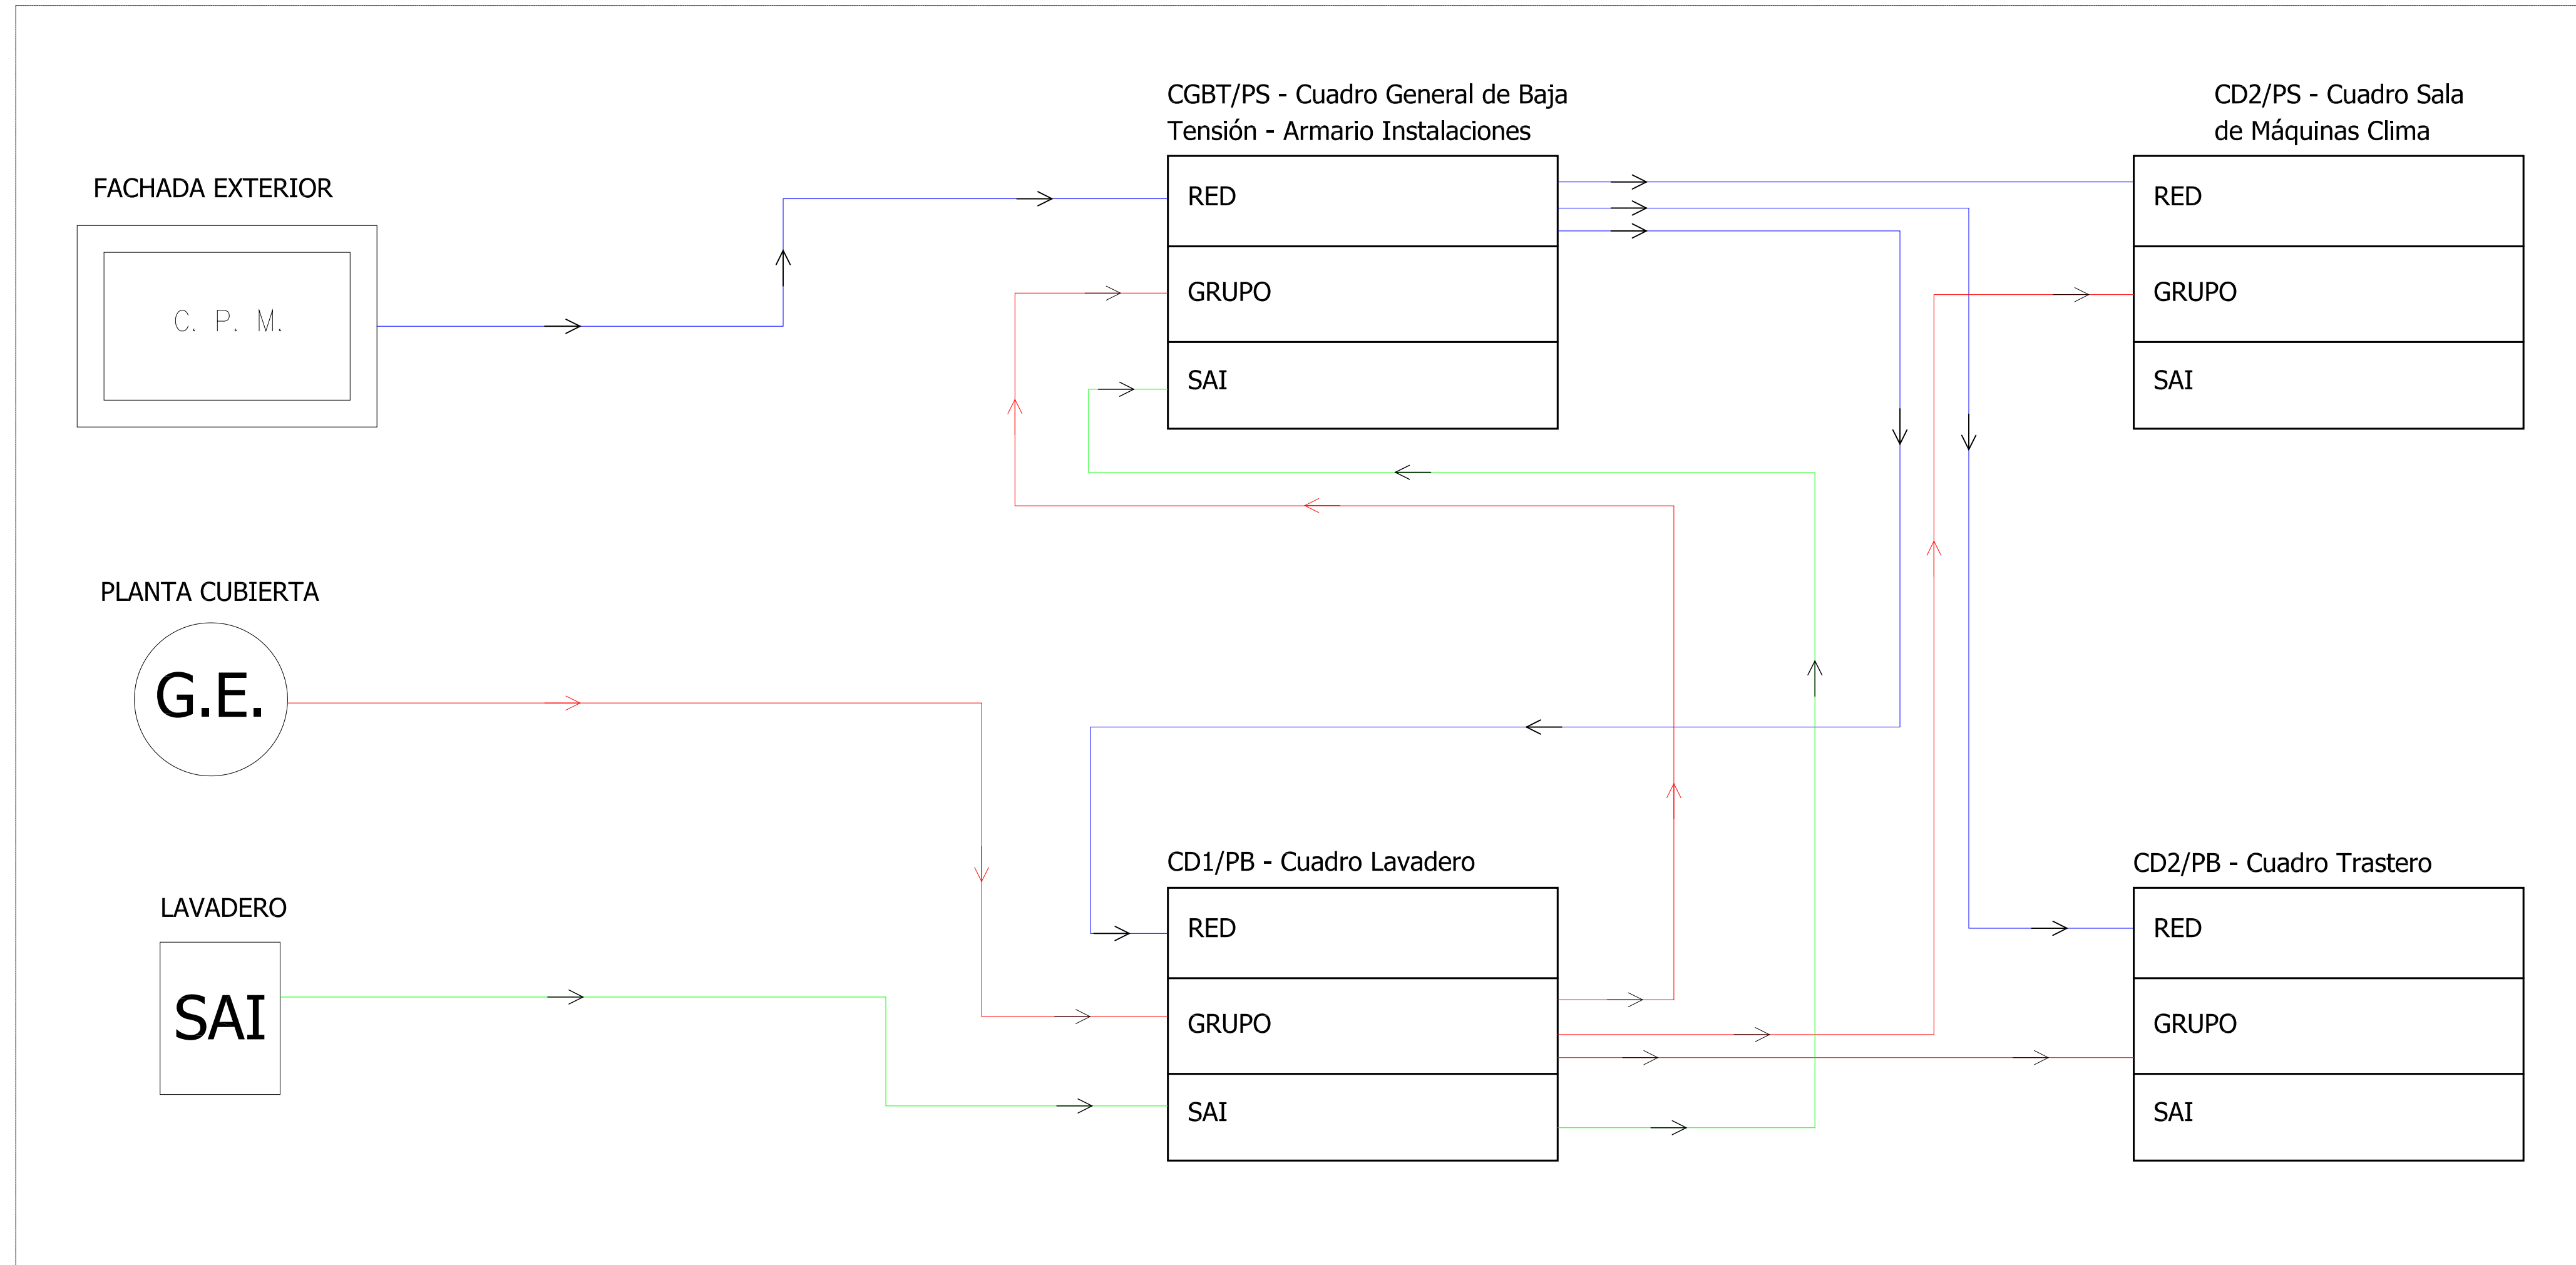 FACHADA EXTERIOR
C. P. M.
PLANTA CUBIERTA
G.E.
LAVADERO
SAI
CGBT/PS - Cuadro General de Baja
Tensión - Armario Instalaciones
RED
GRUPO
SAI
CD2/PS - Cuadro Sala
de Máquinas Clima
RED
GRUPO
SAI
CD1/PB - Cuadro Lavadero
RED
GRUPO
SAI
CD2/PB - Cuadro Trastero
RED
GRUPO
SAI